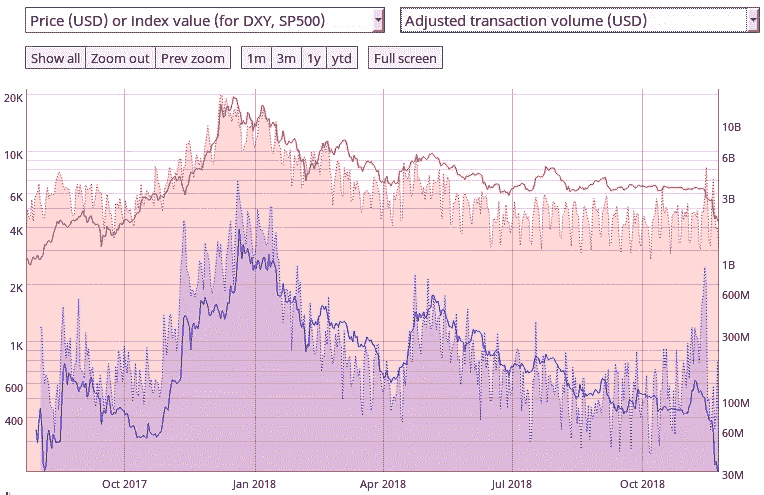 Price (USD) or index value (for DXY, SP500) Adjusted transaction volume (USD)
Show all Zoom out Prev zoom 1m 3m 1y ytd Full screen
20K
10K
6K
4K
2K
1K
600
400
10B
6B
3B
1B
600M
300M
100M
60M
30M
Oct 2017 Jan 2018 Apr 2018 Jul 2018 Oct 2018